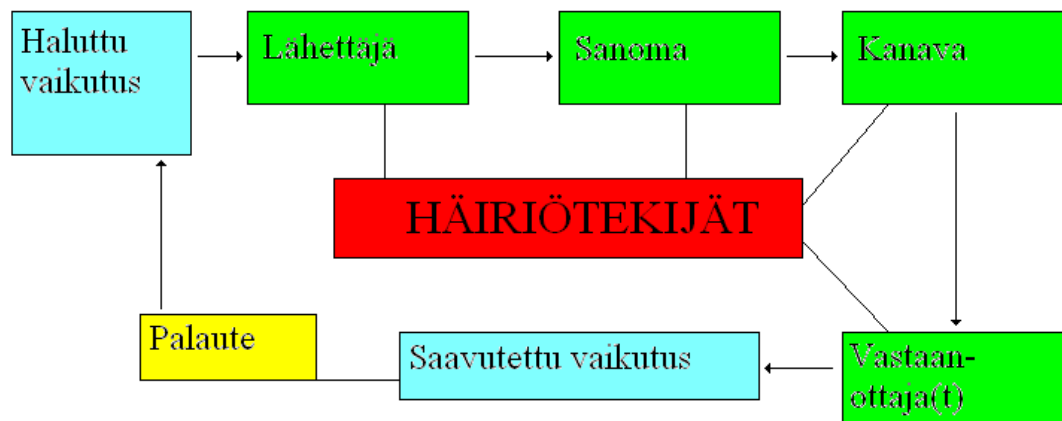 Haluttu
vaikutus
Lähettäjä
Sanoma
Kanava
HÄIRIÖTEKIJÄT
Palaute
Saavutettu vaikutus
Vastaan-
ottaja(t)